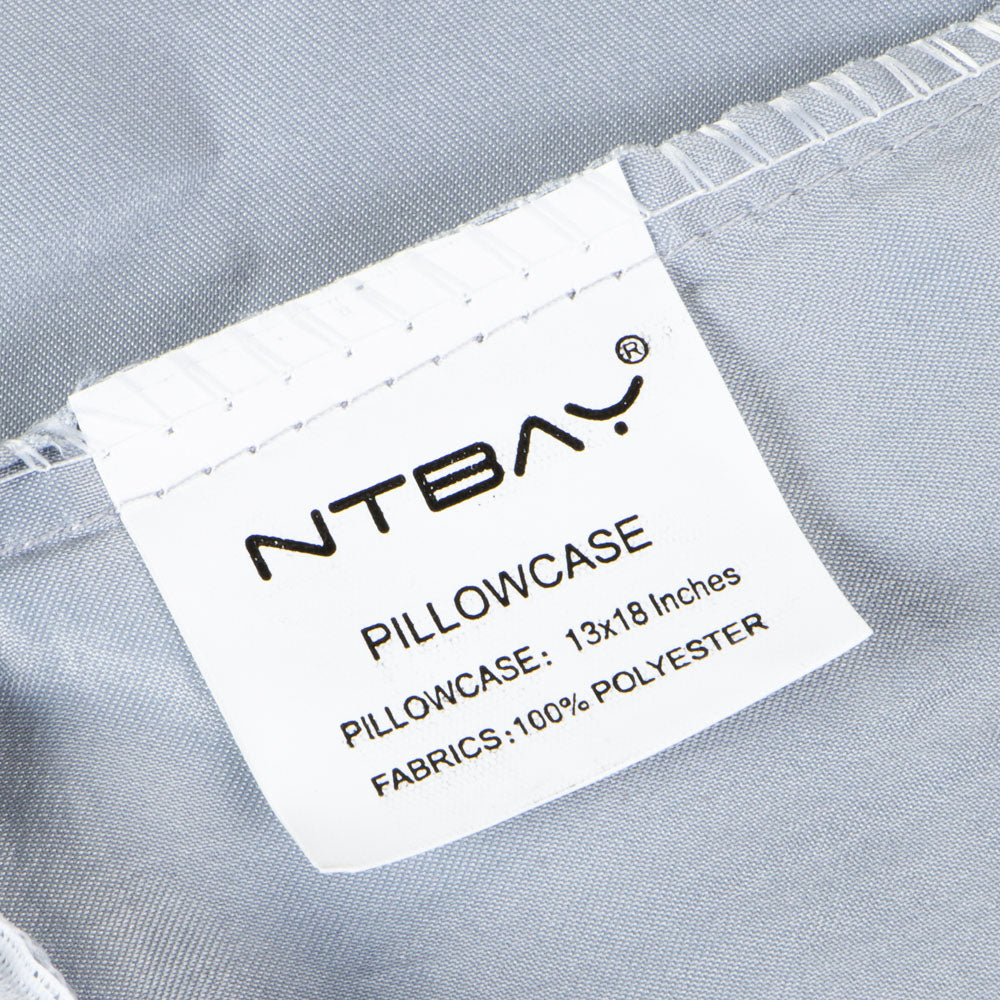 NTBAY®
PILLOWCASE
PILLOWCASE: 13x18 Inches
FABRICS:100% POLYESTER